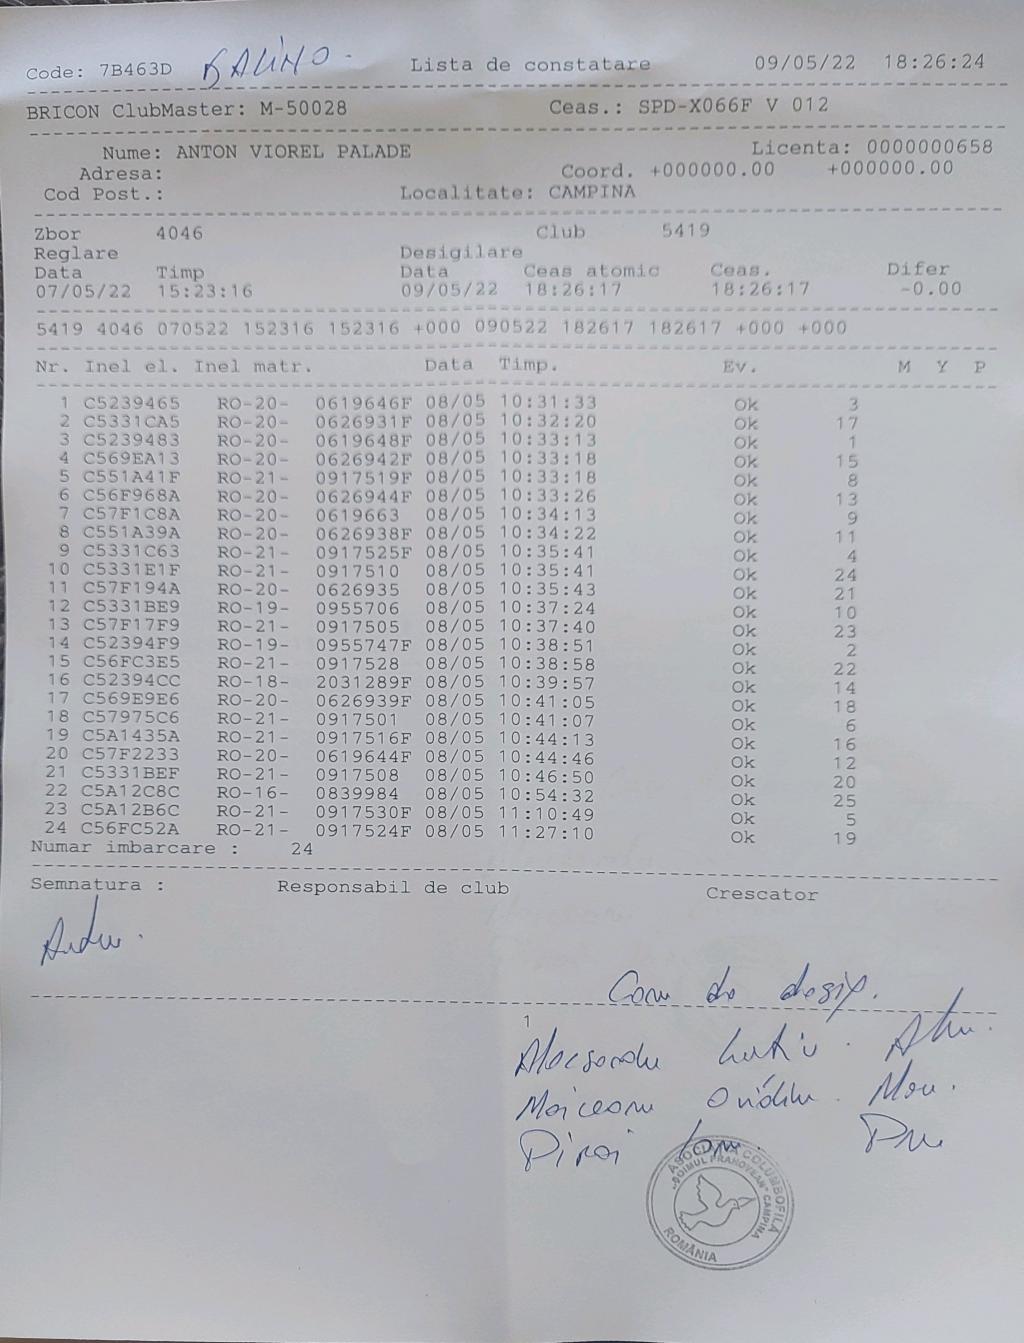 Code: 7B463D BALINO. Lista de constatare 09/05/22 18:26:24
BRICON ClubMaster: M-50028 Ceas.: SPD-X066F V 012
Nume: ANTON VIOREL PALADE Licenta: 0000000658
Adresa: Coord. +000000.00 +000000.00
Cod Post.: Localitate: CAMPINA
Zbor 4046 Club 5419
Reglare Desigilare
Data Timp Data Ceas atomic Ceas. Difer
07/05/22 15:23:16 09/05/22 18:26:17 18:26:17 -0.00
5419 4046 070522 152316 152316 +000 090522 182617 182617 +000 +000
Nr. Inel el. Inel matr. Data Timp. Ev. M Y P
1 C5239465 RO-20- 0619646F 08/05 10:31:33 Ok 3
2 C5331CA5 RO-20- 0626931F 08/05 10:32:20 Ok 17
3 C5239483 RO-20- 0619648F 08/05 10:33:13 Ok 1
4 C569EA13 RO-20- 0626942F 08/05 10:33:18 Ok 15
5 C551A41F RO-21- 0917519F 08/05 10:33:18 Ok 8
6 C56F968A RO-20- 0626944F 08/05 10:33:26 Ok 13
7 C57F1C8A RO-20- 0619663 08/05 10:34:13 Ok 9
8 C551A39A RO-20- 0626938F 08/05 10:34:22 Ok 11
9 C5331C63 RO-21- 0917525F 08/05 10:35:41 Ok 4
10 C5331E1F RO-21- 0917510 08/05 10:35:41 Ok 24
11 C57F194A RO-20- 0626935 08/05 10:35:43 Ok 21
12 C5331BE9 RO-19- 0955706 08/05 10:37:24 Ok 10
13 C57F17F9 RO-21- 0917505 08/05 10:37:40 Ok 23
14 C52394F9 RO-19- 0955747F 08/05 10:38:51 Ok 2
15 C56FC3E5 RO-21- 0917528 08/05 10:38:58 Ok 22
16 C52394CC RO-18- 2031289F 08/05 10:39:57 Ok 14
17 C569E9E6 RO-20- 0626939F 08/05 10:41:05 Ok 18
18 C57975C6 RO-21- 0917501 08/05 10:41:07 Ok 6
19 C5A1435A RO-21- 0917516F 08/05 10:44:13 Ok 16
20 C57F2233 RO-20- 0619644F 08/05 10:44:46 Ok 12
21 C5331BEF RO-21- 0917508 08/05 10:46:50 Ok 20
22 C5A12C8C RO-16- 0839984 08/05 10:54:32 Ok 25
23 C5A12B6C RO-21- 0917530F 08/05 11:10:49 Ok 5
24 C56FC52A RO-21- 0917524F 08/05 11:27:10 Ok 19
Numar imbarcare : 24
Semnatura : Responsabil de club Crescator
Com de desig.
1
Ovidiu
ASOCIATIA COLUMBOFILA
"SOIMUL PRAHOVEAN" CAMPINA
ROMÂNIA